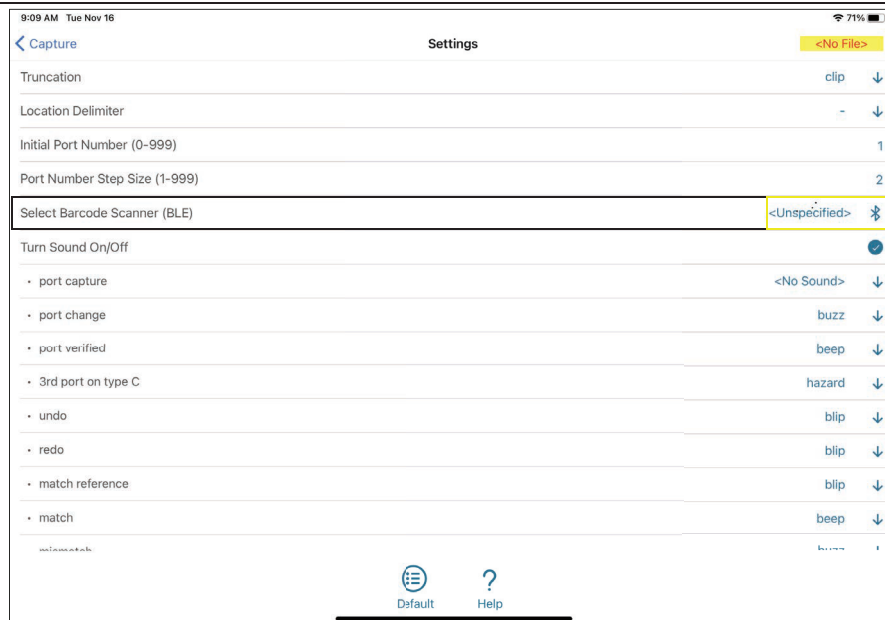 9:09 AM Tue Nov 16 71%
Capture Settings <No File>
Truncation clip
Location Delimiter -
Initial Port Number (0-999) 1
Port Number Step Size (1-999) 2
Select Barcode Scanner (BLE) <Unspecified>
Turn Sound On/Off
• port capture <No Sound>
• port change buzz
• port verified beep
• 3rd port on type C hazard
• undo blip
• redo blip
• match reference blip
• match beep
mismatch buzz
Default Help